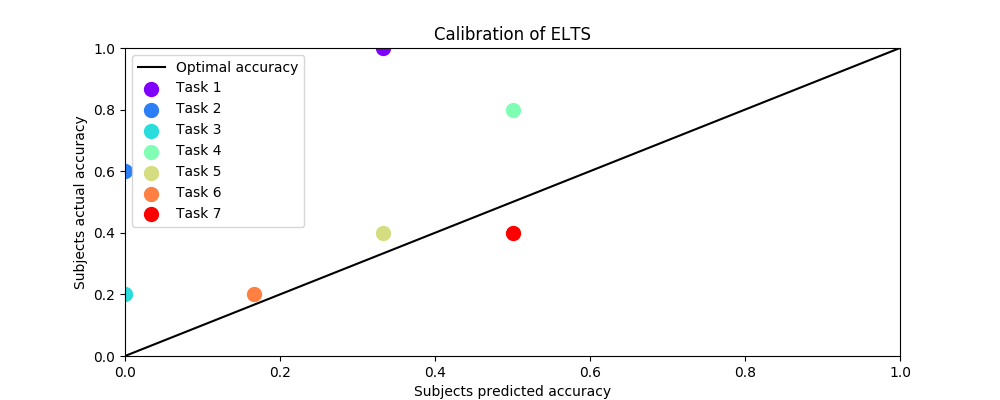 Calibration of ELTS
Subjects actual accuracy
1.0
0.8
0.6
0.4
0.2
0.0
Optimal accuracy
Task 1
Task 2
Task 3
Task 4
Task 5
Task 6
Task 7
0.0 0.2 0.4 0.6 0.8 1.0
Subjects predicted accuracy